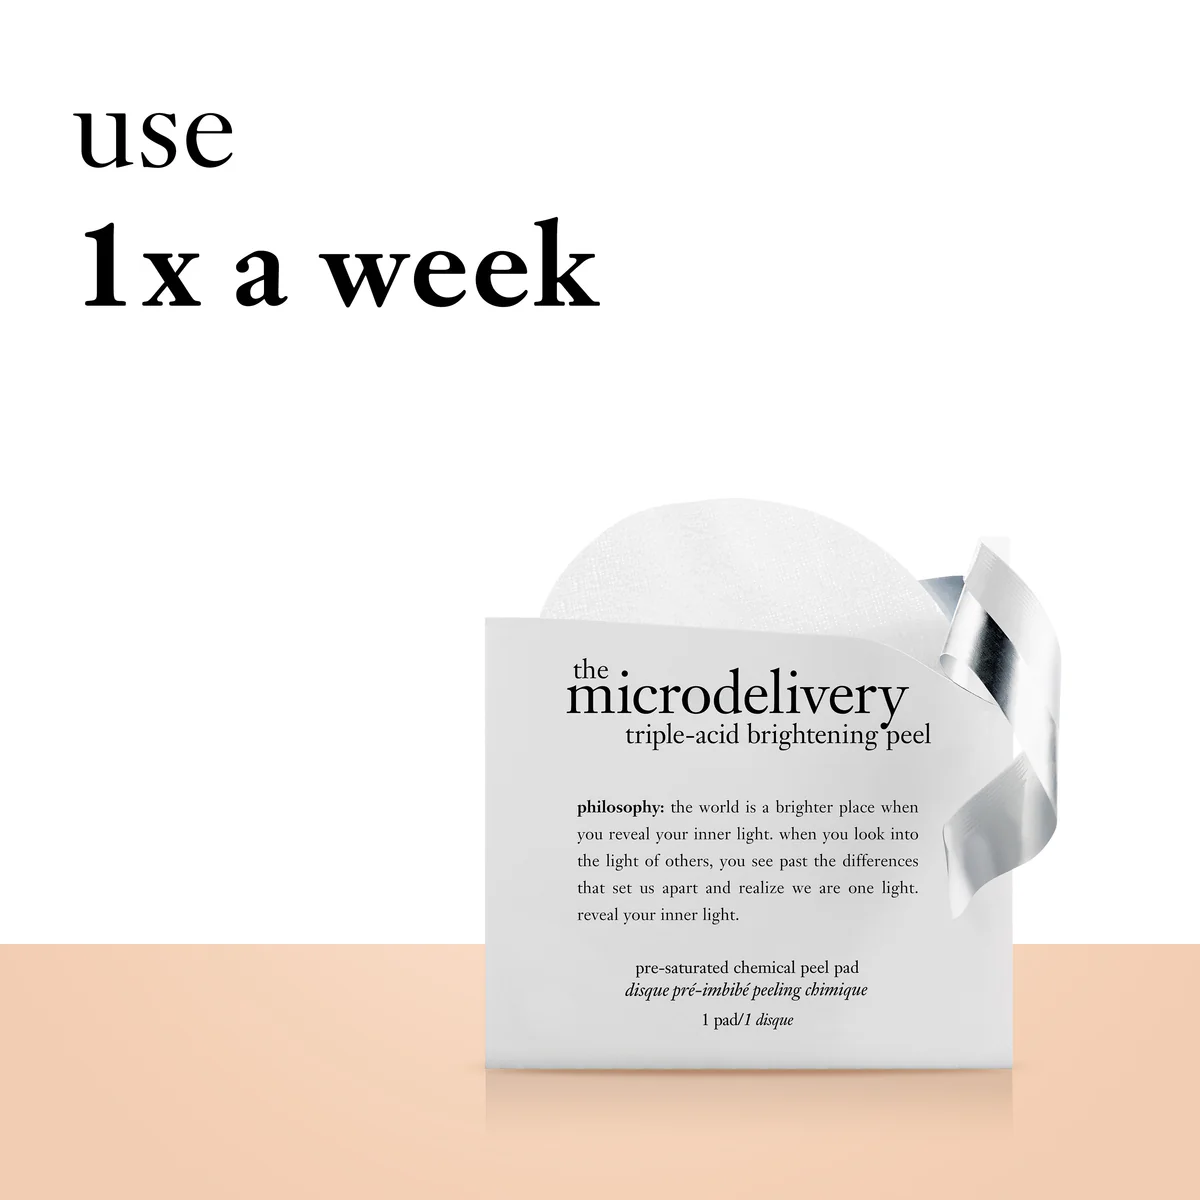 use
1x a week
the
microdelivery
triple-acid brightening peel
philosophy: the world is a brighter place when
you reveal your inner light. when you look into
the light of others, you see past the differences
that set us apart and realize we are one light.
reveal your inner light.
pre-saturated chemical peel pad
disque pré-imbibé peeling chimique
1 pad/1 disque